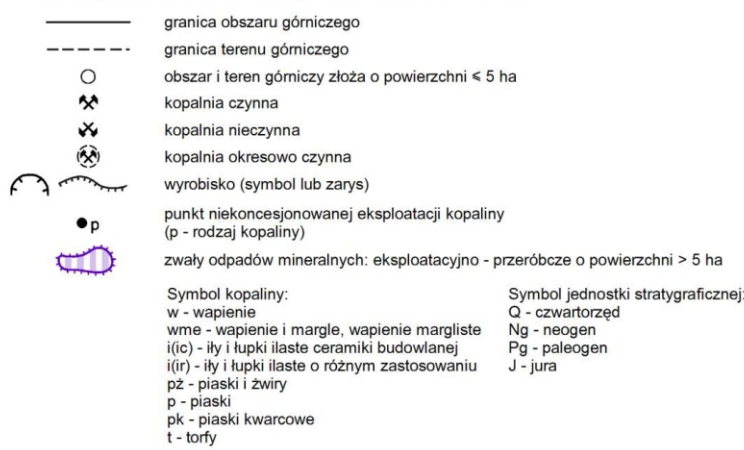 granica obszaru górniczego
granica terenu górniczego
obszar i teren górniczy złoża o powierzchni ≤ 5 ha
kopalnia czynna
kopalnia nieczynna
kopalnia okresowo czynna
wyrobisko (symbol lub zarys)
p
punkt niekoncesjonowanej eksploatacji kopaliny
(p - rodzaj kopaliny)
zwały odpadów mineralnych: eksploatacyjno - przeróbcze o powierzchni > 5 ha
Symbol kopaliny:
w - wapienie
wme - wapienie i margle, wapienie margliste
i(ic) - iły i łupki ilaste ceramiki budowlanej
i(ir) - iły i łupki ilaste o różnym zastosowaniu
pż - piaski i żwiry
p - piaski
pk - piaski kwarcowe
t - torfy
Symbol jednostki stratygraficznej:
Q - czwartorzęd
Ng - neogen
Pg - paleogen
J - jura